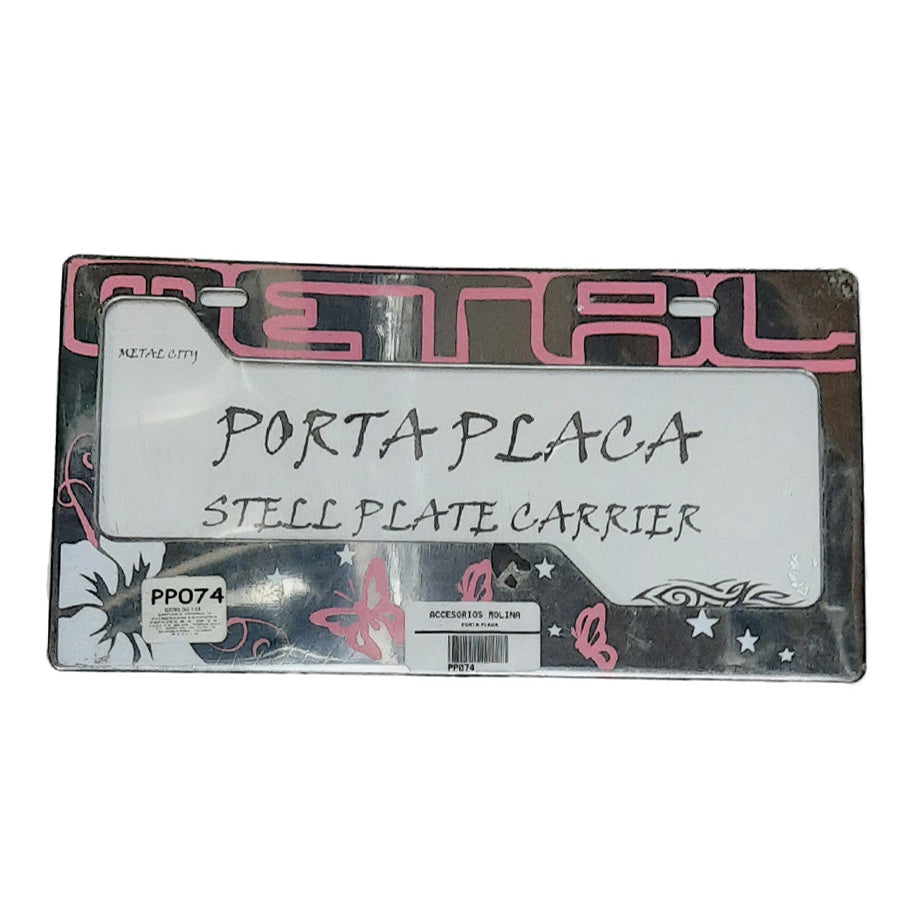 METAL
METAL CITY
PORTA PLACA
STELL PLATE CARRIER
PP074
ACCESORIOS MOLINA
PORTA PLACA
PP074